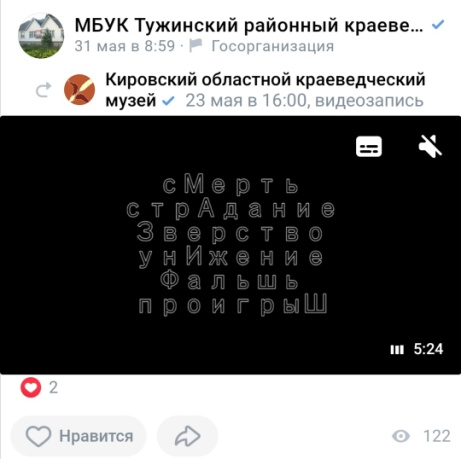 МБУК Тужинский районный краеве...
31 мая в 8:59 · Госорганизация
Кировский областной краеведческий
музей
23 мая в 16:00, видеозапись
сМерть
стрАдание
Зверство
унИжение
Фальшь
проигрыШ
5:24
2
Нравится
122